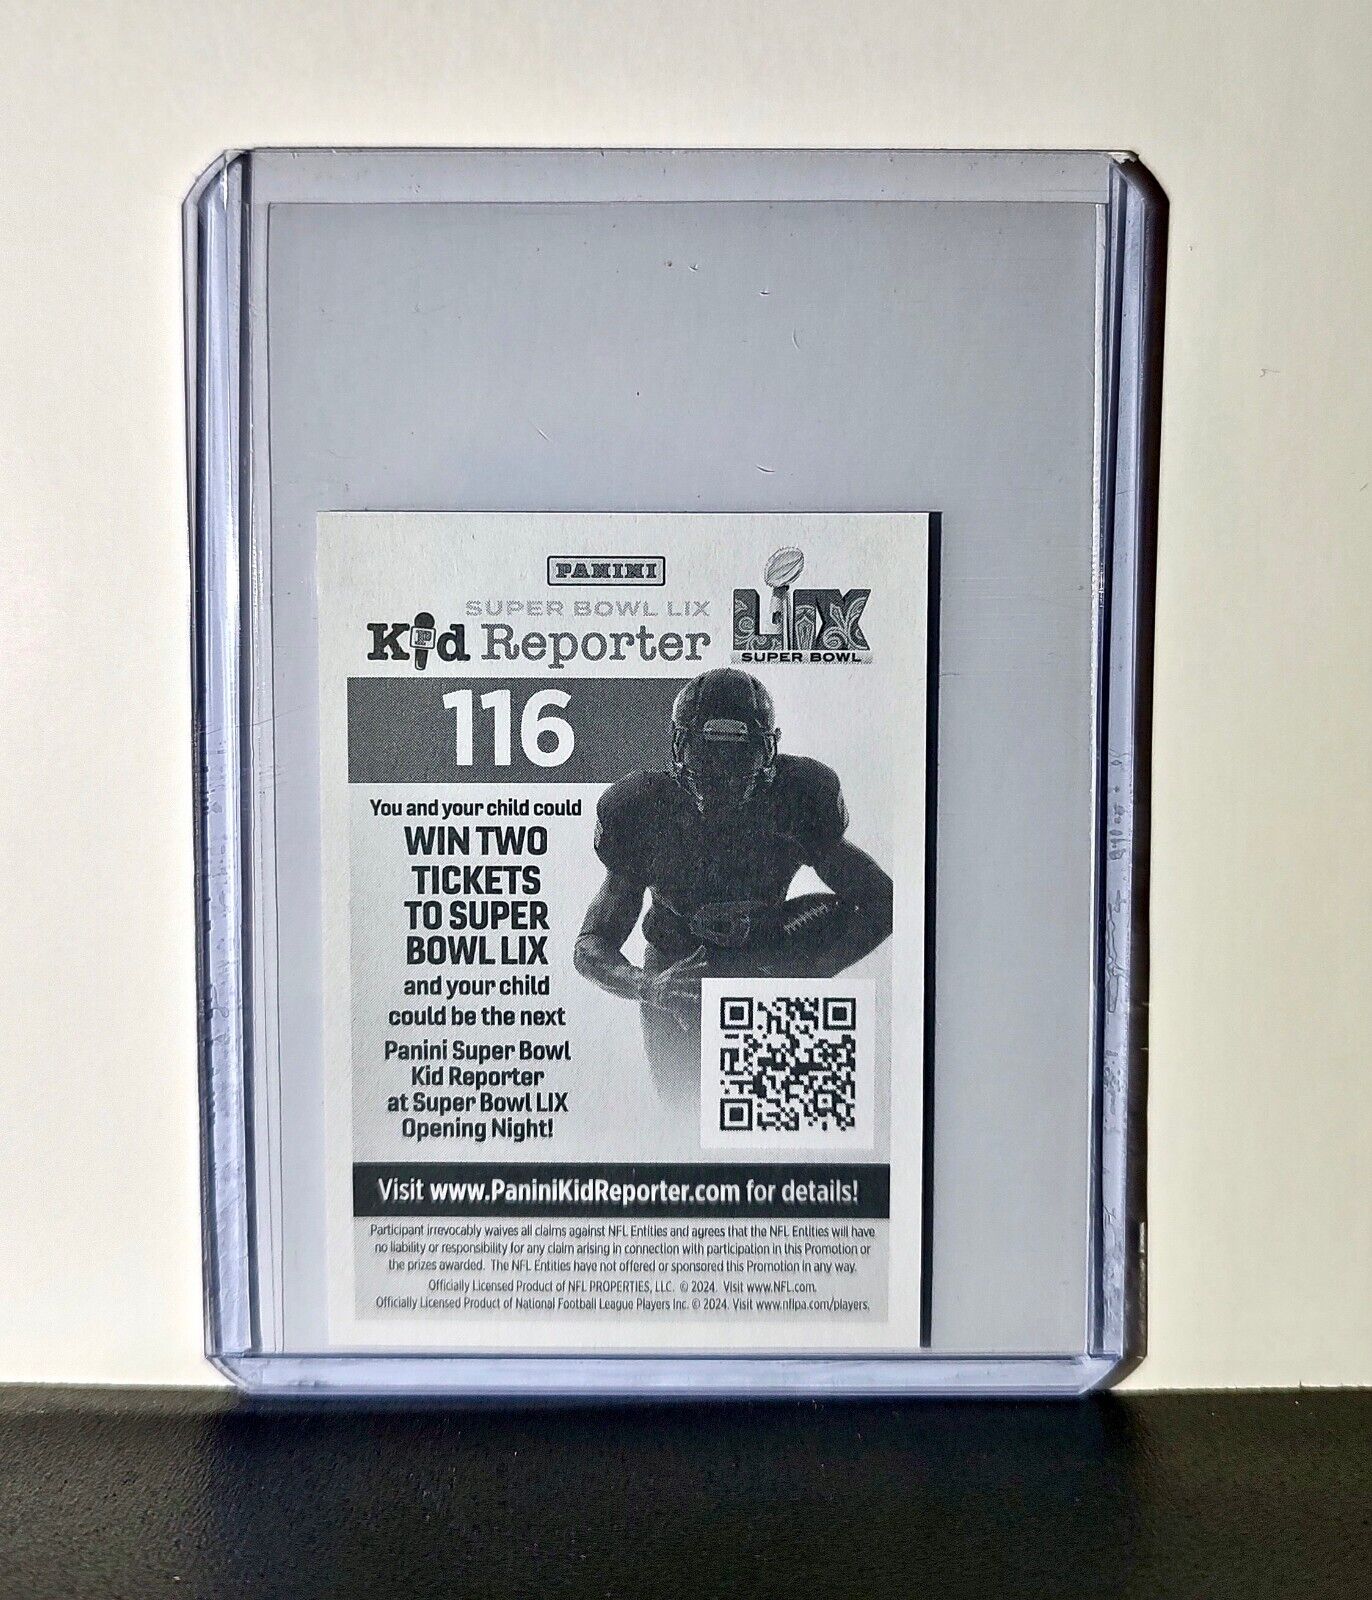 PANINI
SUPER BOWL LIX
Kid Reporter
LIX
SUPER BOWL
116
You and your child could
WIN TWO
TICKETS
TO SUPER
BOWL LIX
and your child
could be the next
Panini Super Bowl
Kid Reporter
at Super Bowl LIX
Opening Night!
Visit www.PaniniKidReporter.com for details!
Participant irrevocably waives all claims against NFL Entities and agrees that the NFL Entities will have
no liability or responsibility for any claim arising in connection with participation in this Promotion or
the prizes awarded. The NFL Entities have not offered or sponsored this Promotion in any way.
Officially Licensed Product of NFL PROPERTIES, LLC. © 2024. Visit www.NFL.com.
Officially Licensed Product of National Football League Players Inc. © 2024. Visit www.nflpa.com/players.